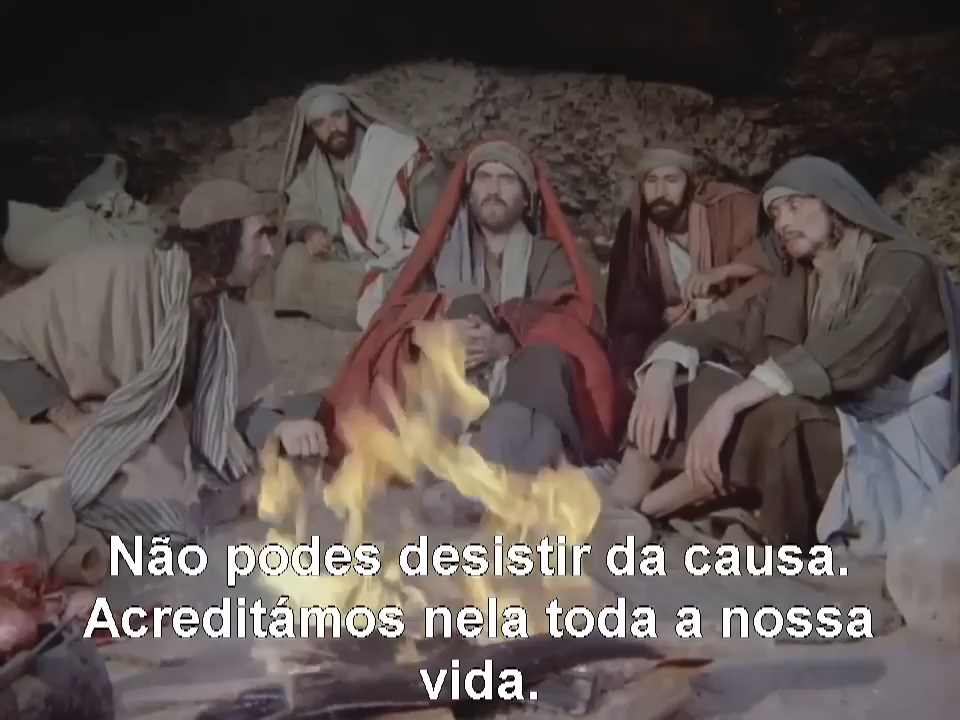 Não podes desistir da causa.
Acreditámos nela toda a nossa
vida.